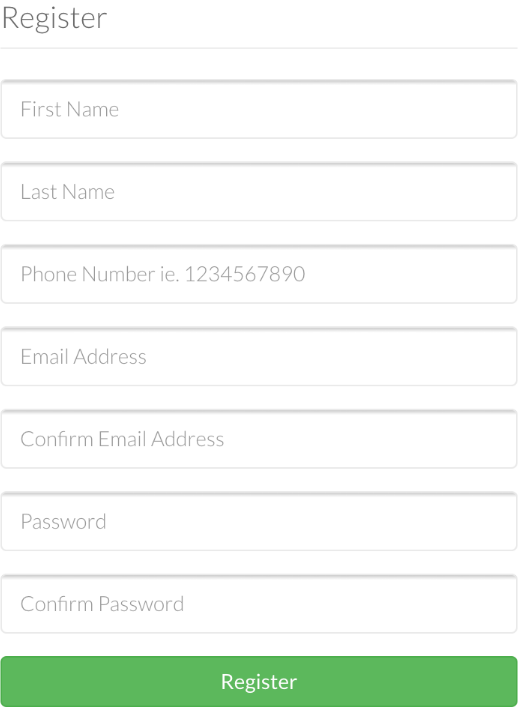 Register
First Name
Last Name
Phone Number ie. 1234567890
Email Address
Confirm Email Address
Password
Confirm Password
Register